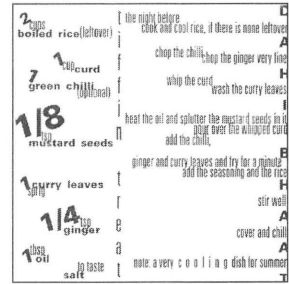 2 cups
boiled rice(leftover)
1 cup curd
1
green chilli
(optional)
1/8 tsp
mustard seeds
1 curry leaves
sprig
1/4 tsp
ginger
1 tbsp
oil
to taste
salt
tiffin
treat
the night before
cook and cool rice, if there is none leftover
chop the chilli, chop the ginger very fine
whip the curd
wash the curry leaves
heat the oil and splutter the mustard seeds in it
pour over the whipped curd
add the chilli,
ginger and curry leaves and fry for a minute
add the seasoning and the rice
stir well
cover and chill
note: a very c o o l i n g dish for summer
DAHI
BHAAT